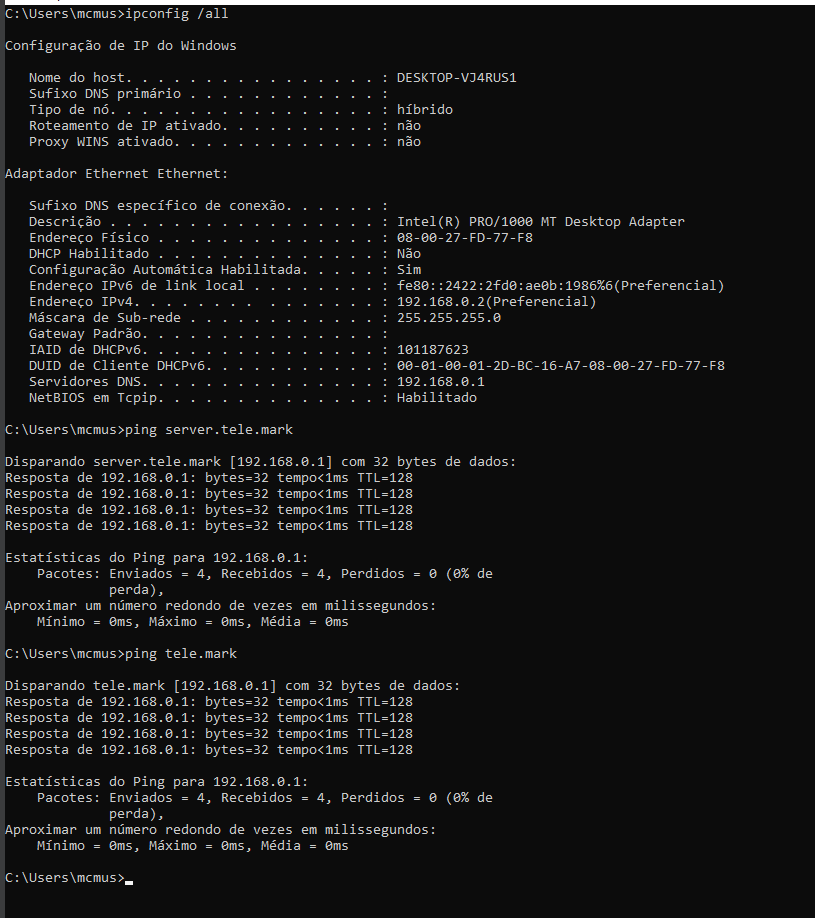 C:\Users\mcmus>ipconfig /all
Configuração de IP do Windows
Nome do host. . . . . . . . . . . . . . . . : DESKTOP-VJ4RUS1
Sufixo DNS primário . . . . . . . . . . . . :
Tipo de nó. . . . . . . . . . . . . . . . . : híbrido
Roteamento de IP ativado. . . . . . . . . . : não
Proxy WINS ativado. . . . . . . . . . . . . : não
Adaptador Ethernet Ethernet:
Sufixo DNS específico de conexão. . . . . . :
Descrição . . . . . . . . . . . . . . . . . : Intel(R) PRO/1000 MT Desktop Adapter
Endereço Físico . . . . . . . . . . . . . . : 08-00-27-FD-77-F8
DHCP Habilitado . . . . . . . . . . . . . . : Não
Configuração Automática Habilitada. . . . . : Sim
Endereço IPv6 de link local . . . . . . . . : fe80::2422:2fd0:ae0b:1986%6(Preferencial)
Endereço IPv4. . . . . . . .  . . . . . . . : 192.168.0.2(Preferencial)
Máscara de Sub-rede . . . . . . . . . . . . : 255.255.255.0
Gateway Padrão. . . . . . . . . . . . . . . :
IAID de DHCPv6. . . . . . . . . . . . . . . : 101187623
DUID de Cliente DHCPv6. . . . . . . . . . . : 00-01-00-01-2D-BC-16-A7-08-00-27-FD-77-F8
Servidores DNS. . . . . . . . . . . . . . . : 192.168.0.1
NetBIOS em Tcpip. . . . . . . . . . . . . . : Habilitado
C:\Users\mcmus>ping server.tele.mark
Disparando server.tele.mark [192.168.0.1] com 32 bytes de dados:
Resposta de 192.168.0.1: bytes=32 tempo<1ms TTL=128
Resposta de 192.168.0.1: bytes=32 tempo<1ms TTL=128
Resposta de 192.168.0.1: bytes=32 tempo<1ms TTL=128
Resposta de 192.168.0.1: bytes=32 tempo<1ms TTL=128
Estatísticas do Ping para 192.168.0.1:
Pacotes: Enviados = 4, Recebidos = 4, Perdidos = 0 (0% de
perda),
Aproximar um número redondo de vezes em milissegundos:
Mínimo = 0ms, Máximo = 0ms, Média = 0ms
C:\Users\mcmus>ping tele.mark
Disparando tele.mark [192.168.0.1] com 32 bytes de dados:
Resposta de 192.168.0.1: bytes=32 tempo<1ms TTL=128
Resposta de 192.168.0.1: bytes=32 tempo<1ms TTL=128
Resposta de 192.168.0.1: bytes=32 tempo<1ms TTL=128
Resposta de 192.168.0.1: bytes=32 tempo<1ms TTL=128
Estatísticas do Ping para 192.168.0.1:
Pacotes: Enviados = 4, Recebidos = 4, Perdidos = 0 (0% de
perda),
Aproximar um número redondo de vezes em milissegundos:
Mínimo = 0ms, Máximo = 0ms, Média = 0ms
C:\Users\mcmus>